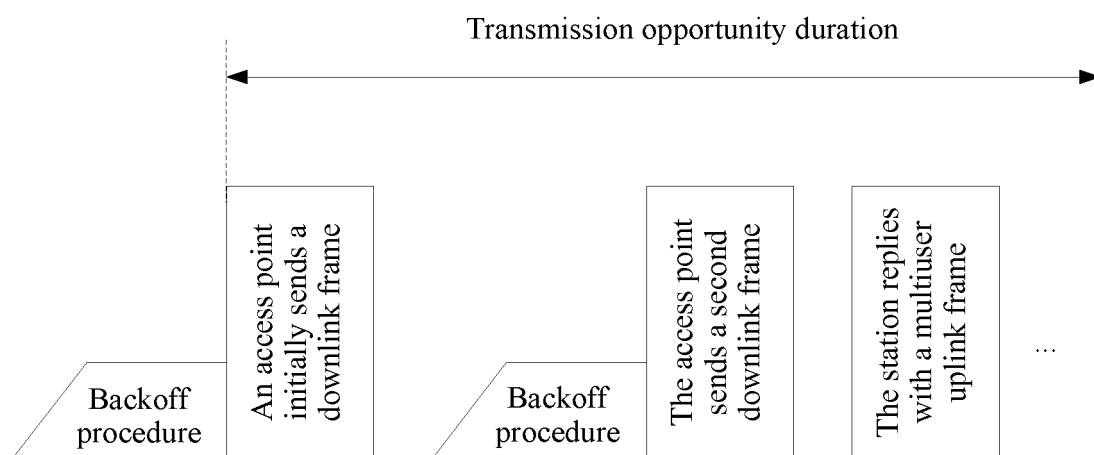 Transmission opportunity duration
Backoff
procedure
An access point
initially sends a
downlink frame
Backoff
procedure
The access point
sends a second
downlink frame
The station replies
with a multiuser
uplink frame
...